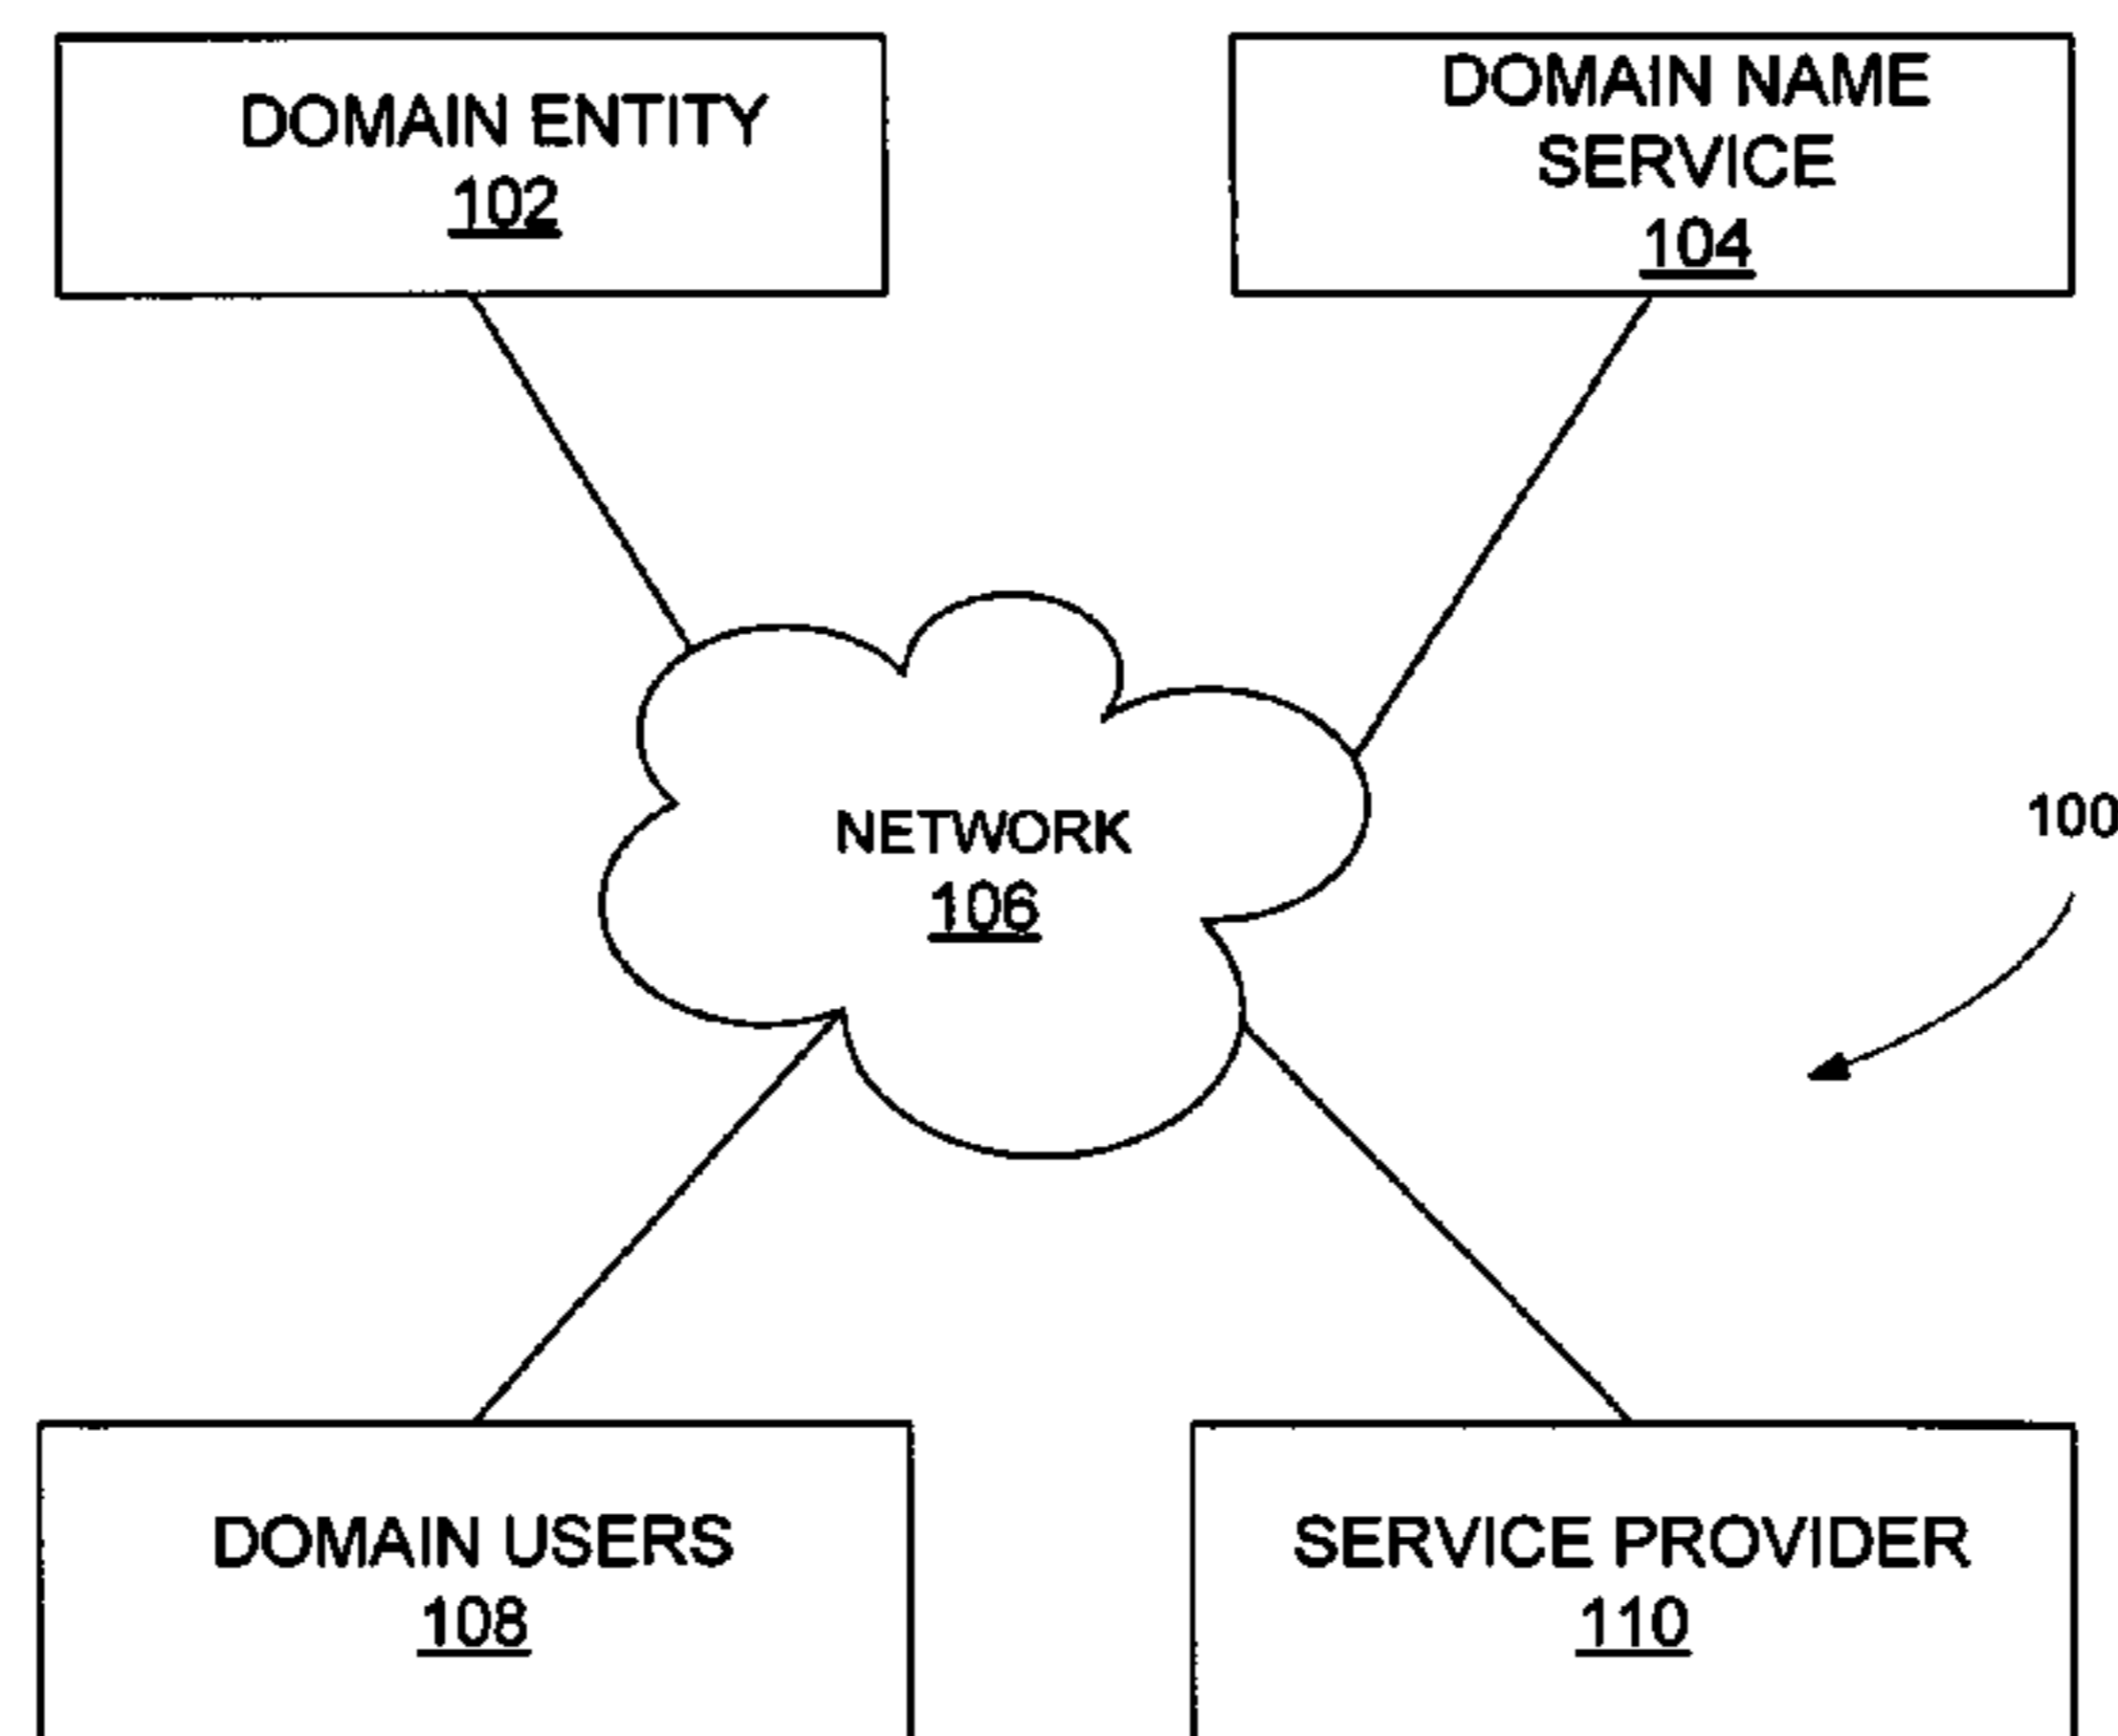 DOMAIN ENTITY
102
DOMAIN NAME
SERVICE
104
NETWORK
106
100
DOMAIN USERS
108
SERVICE PROVIDER
110